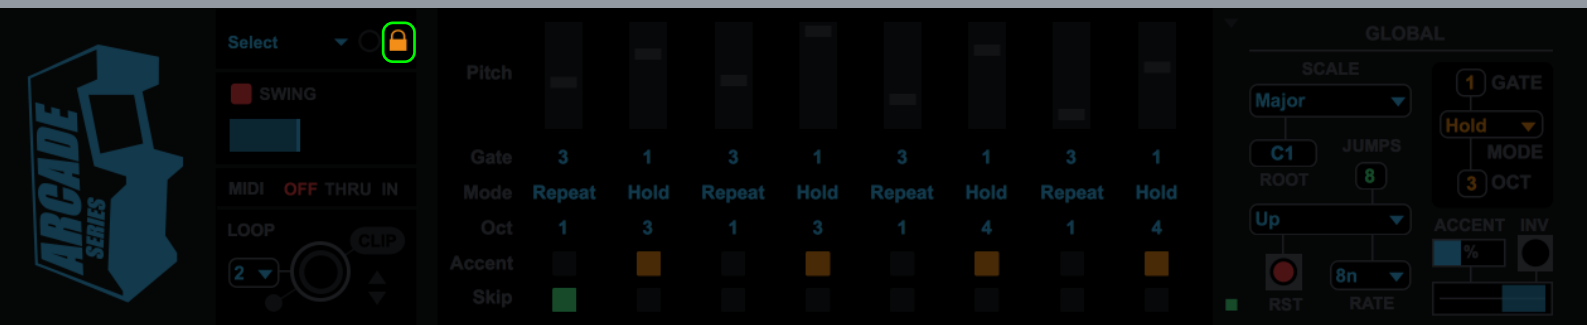 ARCADE
SERIES
Select
SWING
MIDI OFF THRU IN
LOOP
CLIP
2
Pitch
Gate 3 1 3 1 3 1 3 1
Mode Repeat Hold Repeat Hold Repeat Hold Repeat Hold
Oct 1 3 1 3 1 4 1 4
Accent
Skip
GLOBAL
SCALE
Major
C1
ROOT
JUMPS
8
Up
RST
8n
RATE
1 GATE
Hold
MODE
3 OCT
ACCENT INV
%